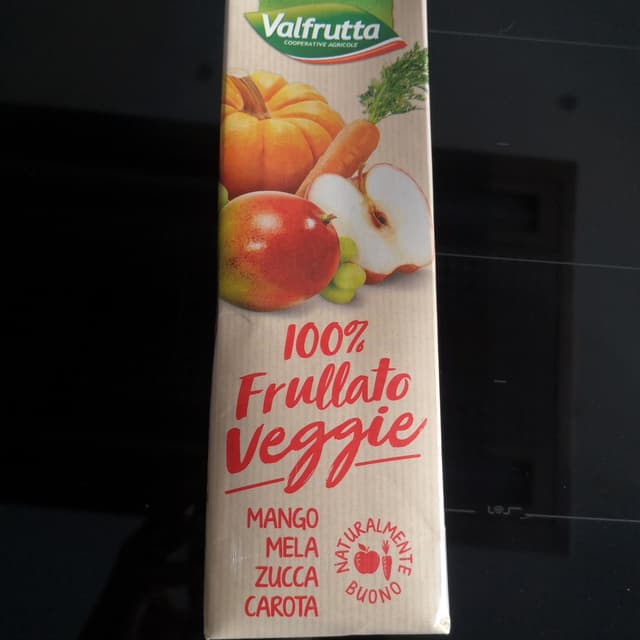 Valfrutta
COOPERATIVE AGRICOLE
100%
Frullato
Veggie
MANGO
MELA
ZUCCA
CAROTA
NATURALMENTE
BUONO